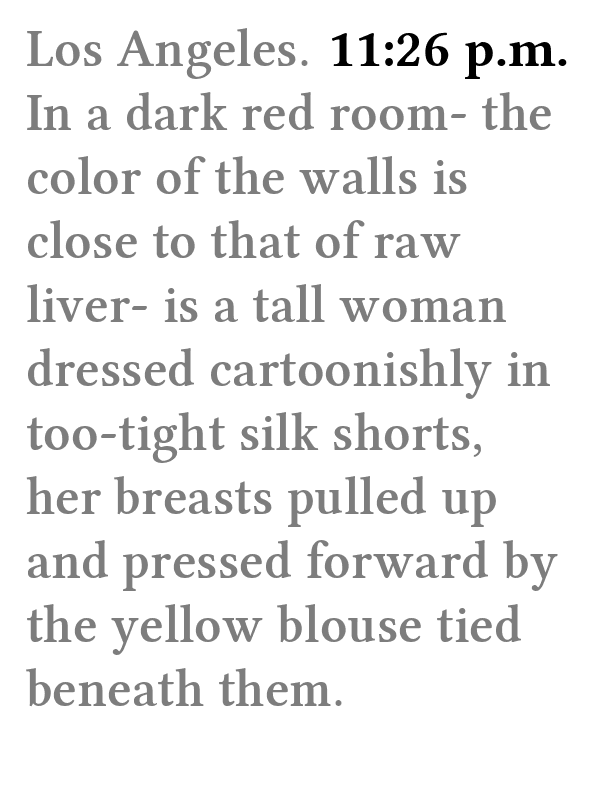 Los Angeles. 11:26 p.m.
In a dark red room- the
color of the walls is
close to that of raw
liver- is a tall woman
dressed cartoonishly in
too-tight silk shorts,
her breasts pulled up
and pressed forward by
the yellow blouse tied
beneath them.